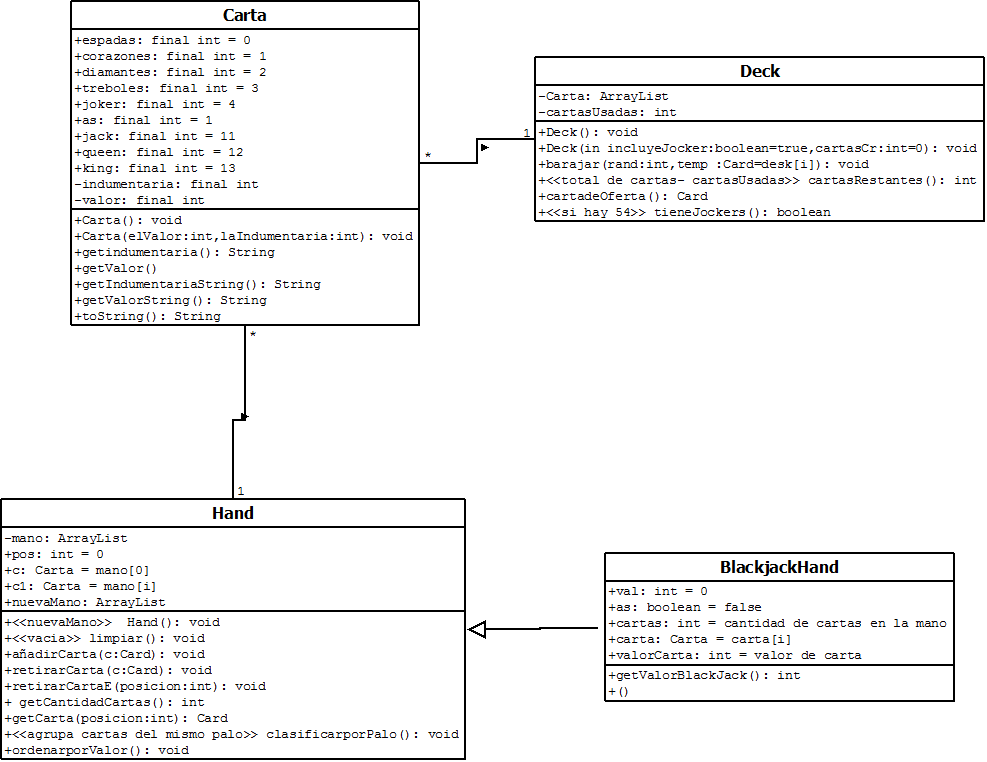 Carta
+espadas: final int = 0
+corazones: final int = 1
+diamantes: final int = 2
+treboles: final int = 3
+joker: final int = 4
+as: final int = 1
+jack: final int = 11
+queen: final int = 12
+king: final int = 13
-indumentaria: final int
-valor: final int
+Carta(): void
+Carta(elValor:int,laIndumentaria:int): void
+getindumentaria(): String
+getValor()
+getIndumentariaString(): String
+getValorString(): String
+toString(): String
*
1
Deck
-Carta: ArrayList
-cartasUsadas: int
+Deck(): void
+Deck(in incluyeJocker:boolean=true,cartasCr:int=0): void
+barajar(rand:int,temp :Card=desk[i]): void
+<<total de cartas- cartasUsadas>> cartasRestantes(): int
+cartadeOferta(): Card
+<<si hay 54>> tieneJockers(): boolean
*
1
Hand
-mano: ArrayList
+pos: int = 0
+c: Carta = mano[0]
+c1: Carta = mano[i]
+nuevaMano: ArrayList
+<<nuevaMano>>  Hand(): void
+<<vacia>> limpiar(): void
+añadirCarta(c:Card): void
+retirarCarta(c:Card): void
+retirarCartaE(posicion:int): void
+ getCantidadCartas(): int
+getCarta(posicion:int): Card
+<<agrupa cartas del mismo palo>> clasificarporPalo(): void
+ordenarporValor(): void
BlackjackHand
+val: int = 0
+as: boolean = false
+cartas: int = cantidad de cartas en la mano
+carta: Carta = carta[i]
+valorCarta: int = valor de carta
+getValorBlackJack(): int
+()